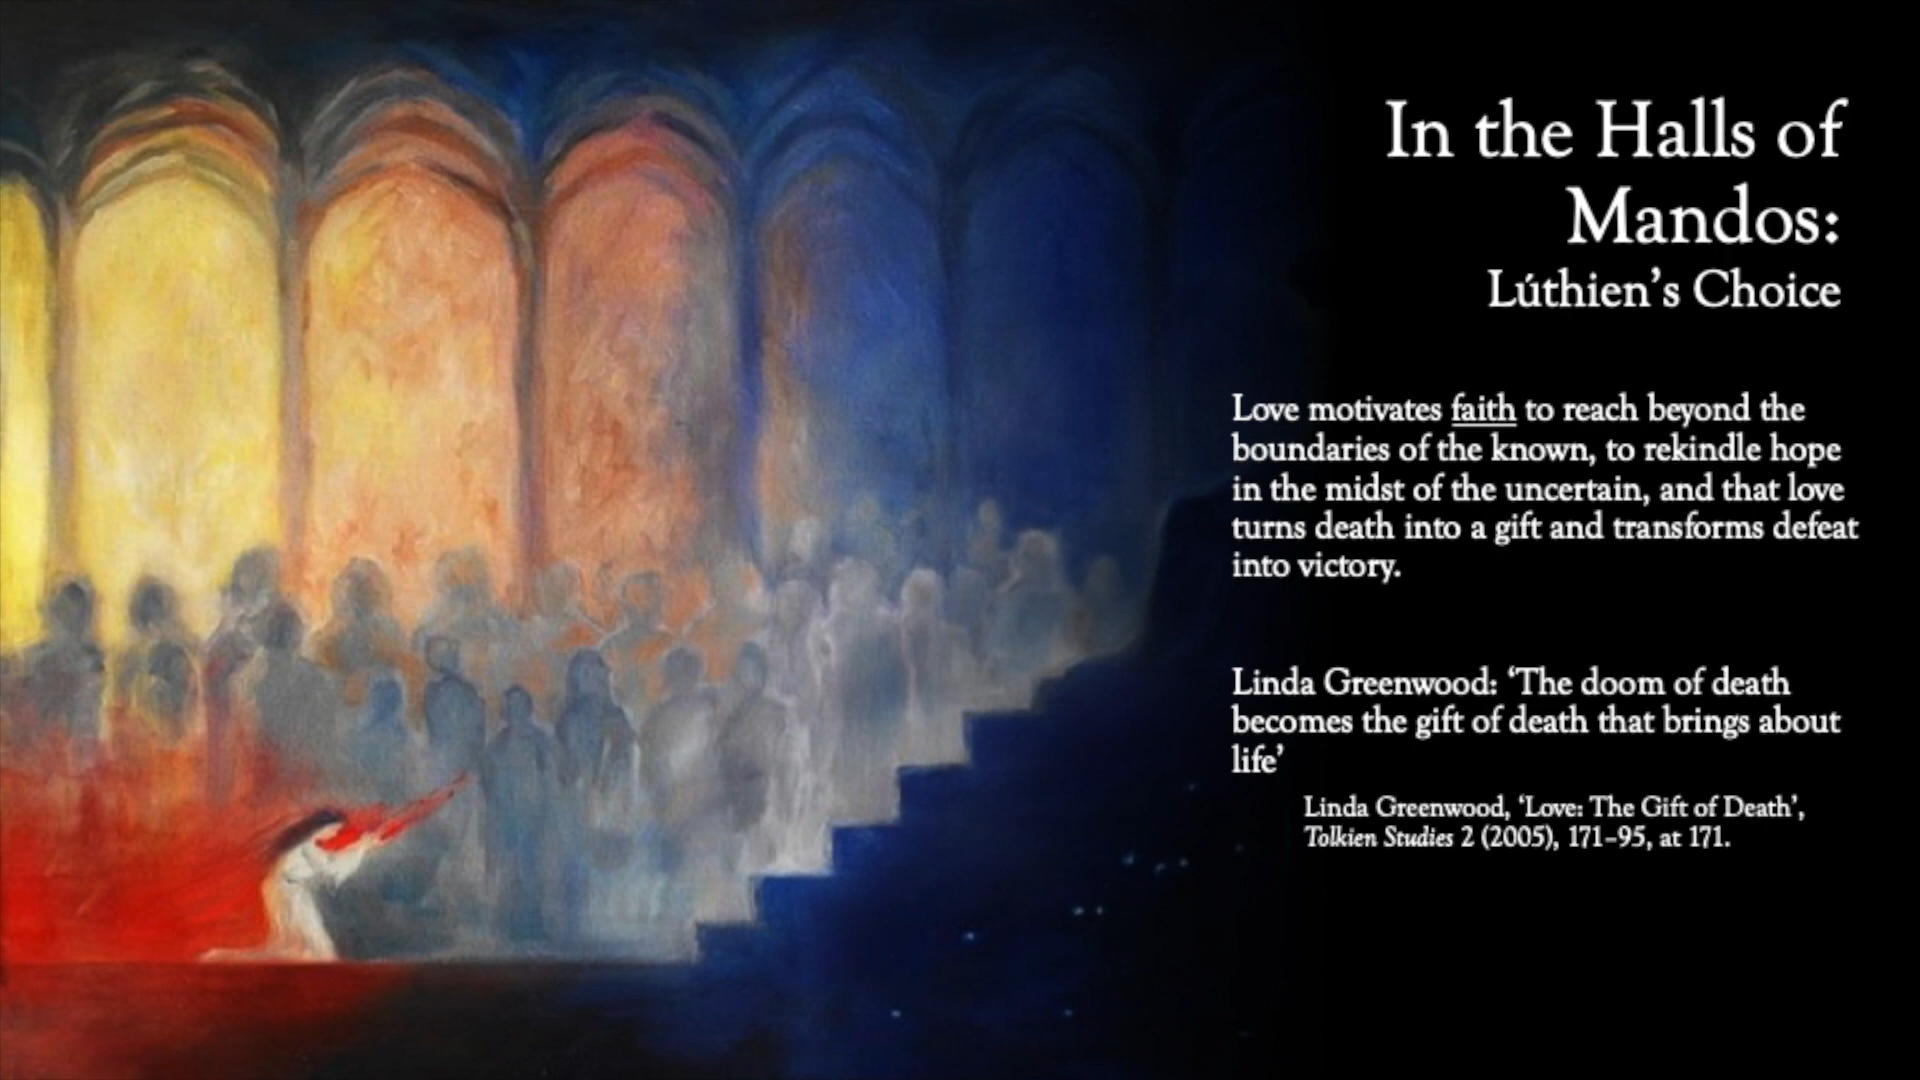 In the Halls of
Mandos:
Lúthien’s Choice
Love motivates faith to reach beyond the
boundaries of the known, to rekindle hope
in the midst of the uncertain, and that love
turns death into a gift and transforms defeat
into victory.
Linda Greenwood: ‘The doom of death
becomes the gift of death that brings about
life’
Linda Greenwood, ‘Love: The Gift of Death’,
Tolkien Studies 2 (2005), 171–95, at 171.